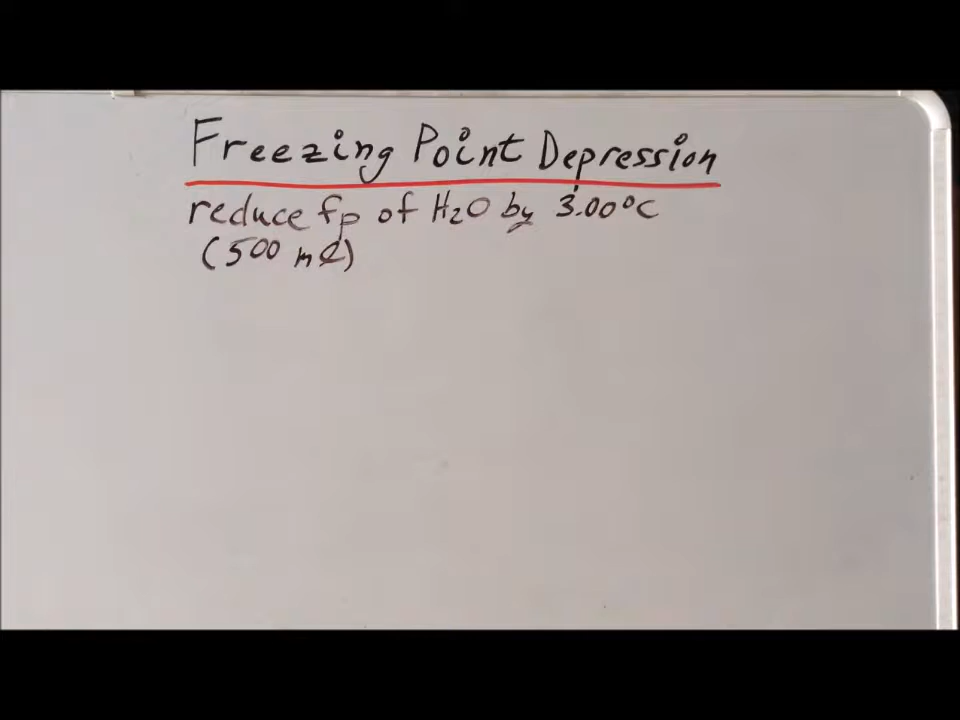 Freezing Point Depression
reduce fp of H₂O by 3.00°C
(500 mL)